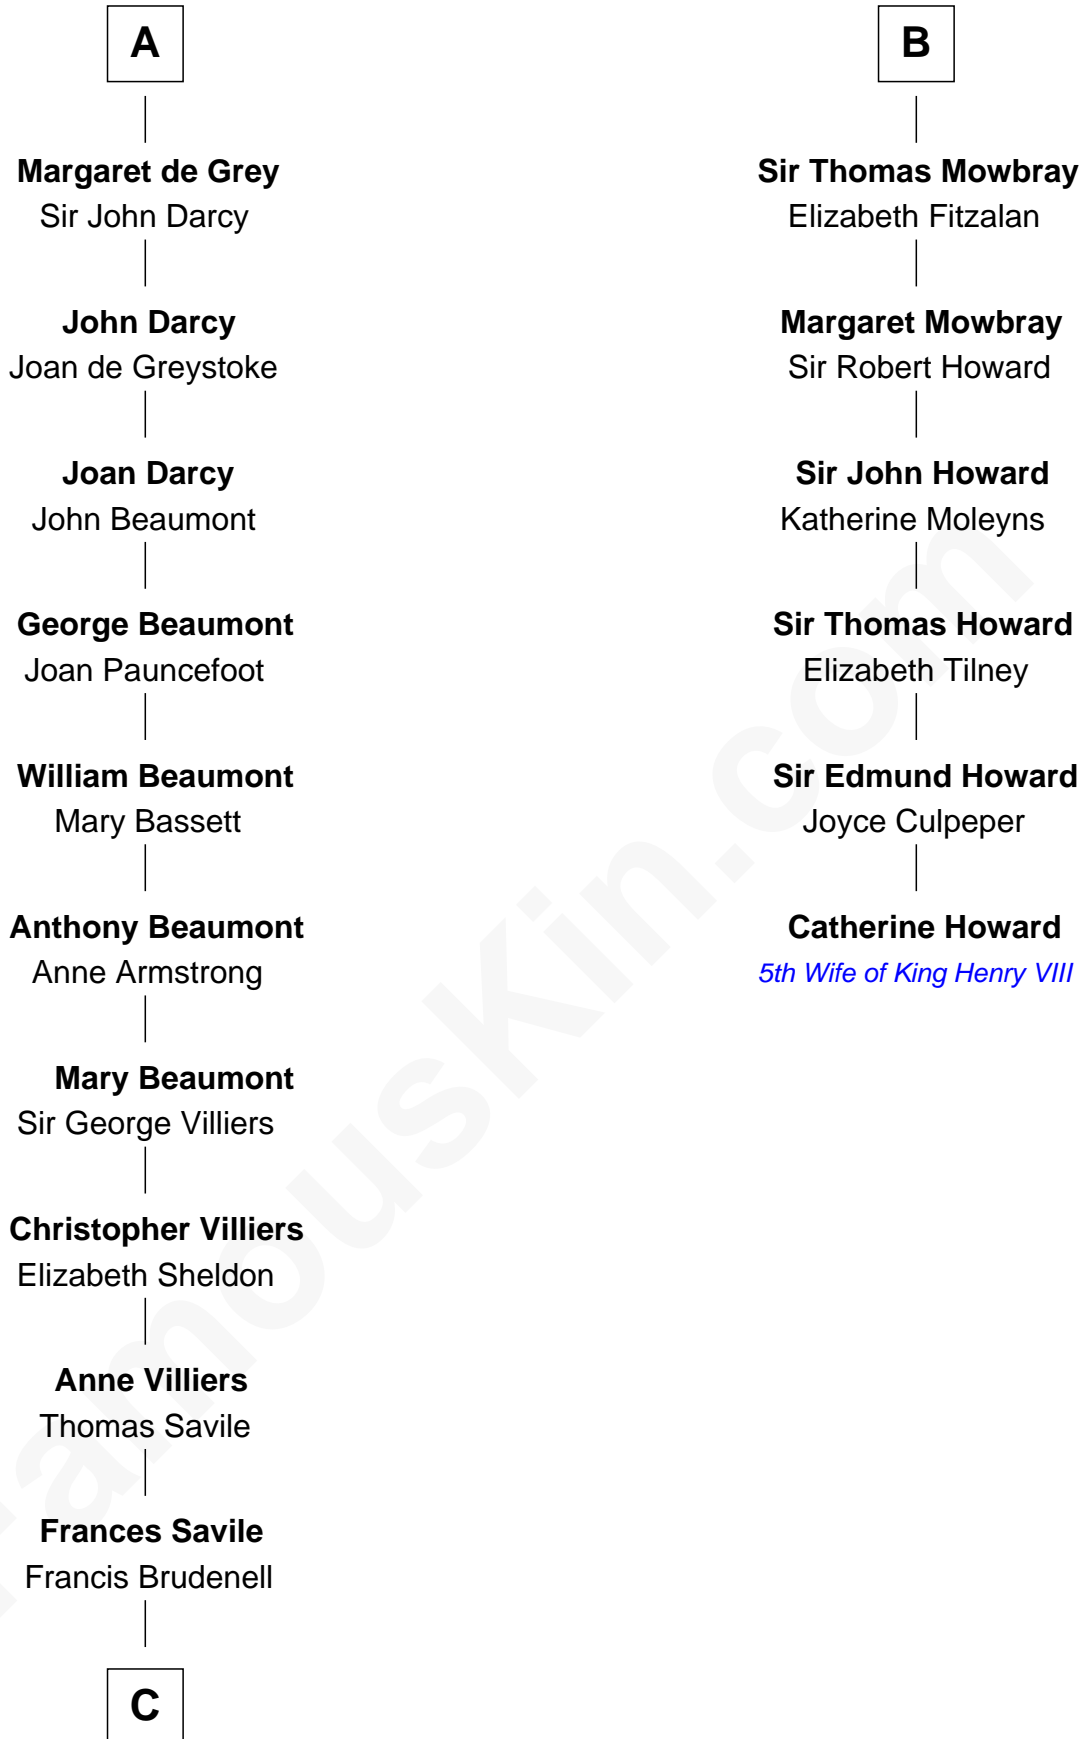 A
Margaret de Grey
Sir John Darcy
John Darcy
Joan de Greystoke
Joan Darcy
John Beaumont
George Beaumont
Joan Pauncefoot
William Beaumont
Mary Bassett
Anthony Beaumont
Anne Armstrong
Mary Beaumont
Sir George Villiers
Christopher Villiers
Elizabeth Sheldon
Anne Villiers
Thomas Savile
Frances Savile
Francis Brudenell
C
B
Sir Thomas Mowbray
Elizabeth Fitzalan
Margaret Mowbray
Sir Robert Howard
Sir John Howard
Katherine Moleyns
Sir Thomas Howard
Elizabeth Tilney
Sir Edmund Howard
Joyce Culpeper
Catherine Howard
5th Wife of King Henry VIII
FamousKin.com